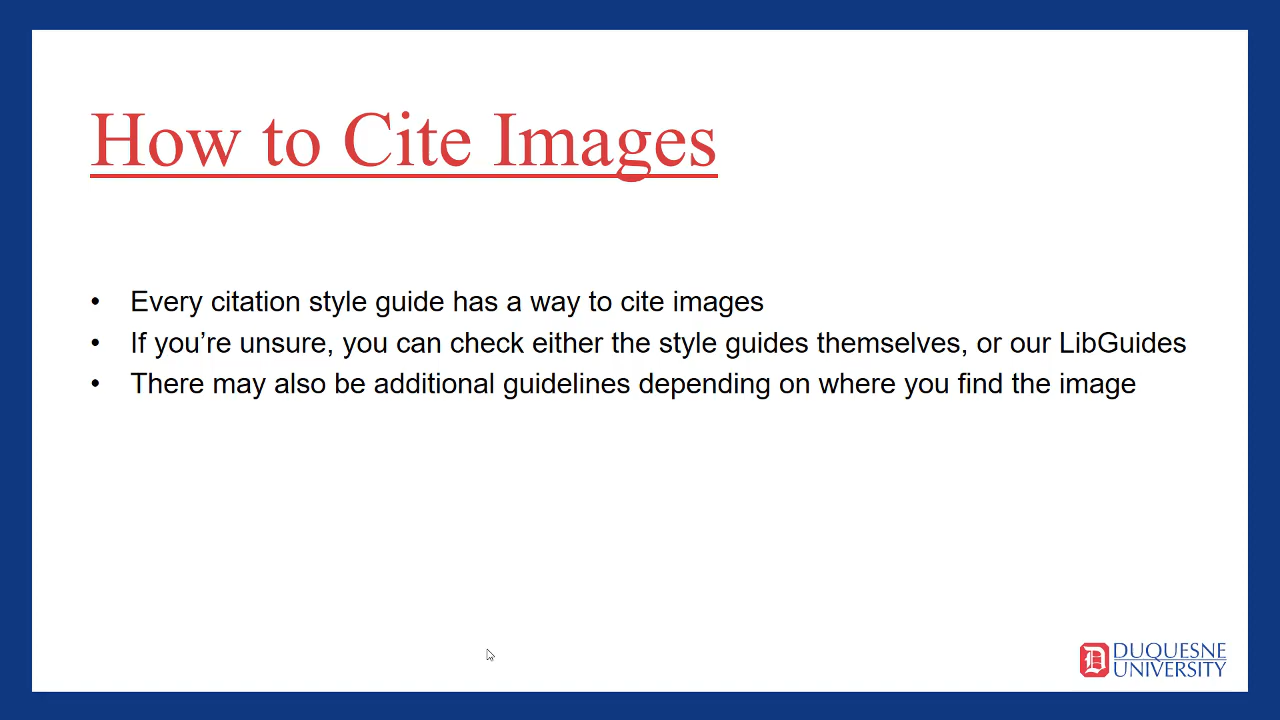 How to Cite Images
• Every citation style guide has a way to cite images
• If you’re unsure, you can check either the style guides themselves, or our LibGuides
• There may also be additional guidelines depending on where you find the image
D DUQUESNE
UNIVERSITY